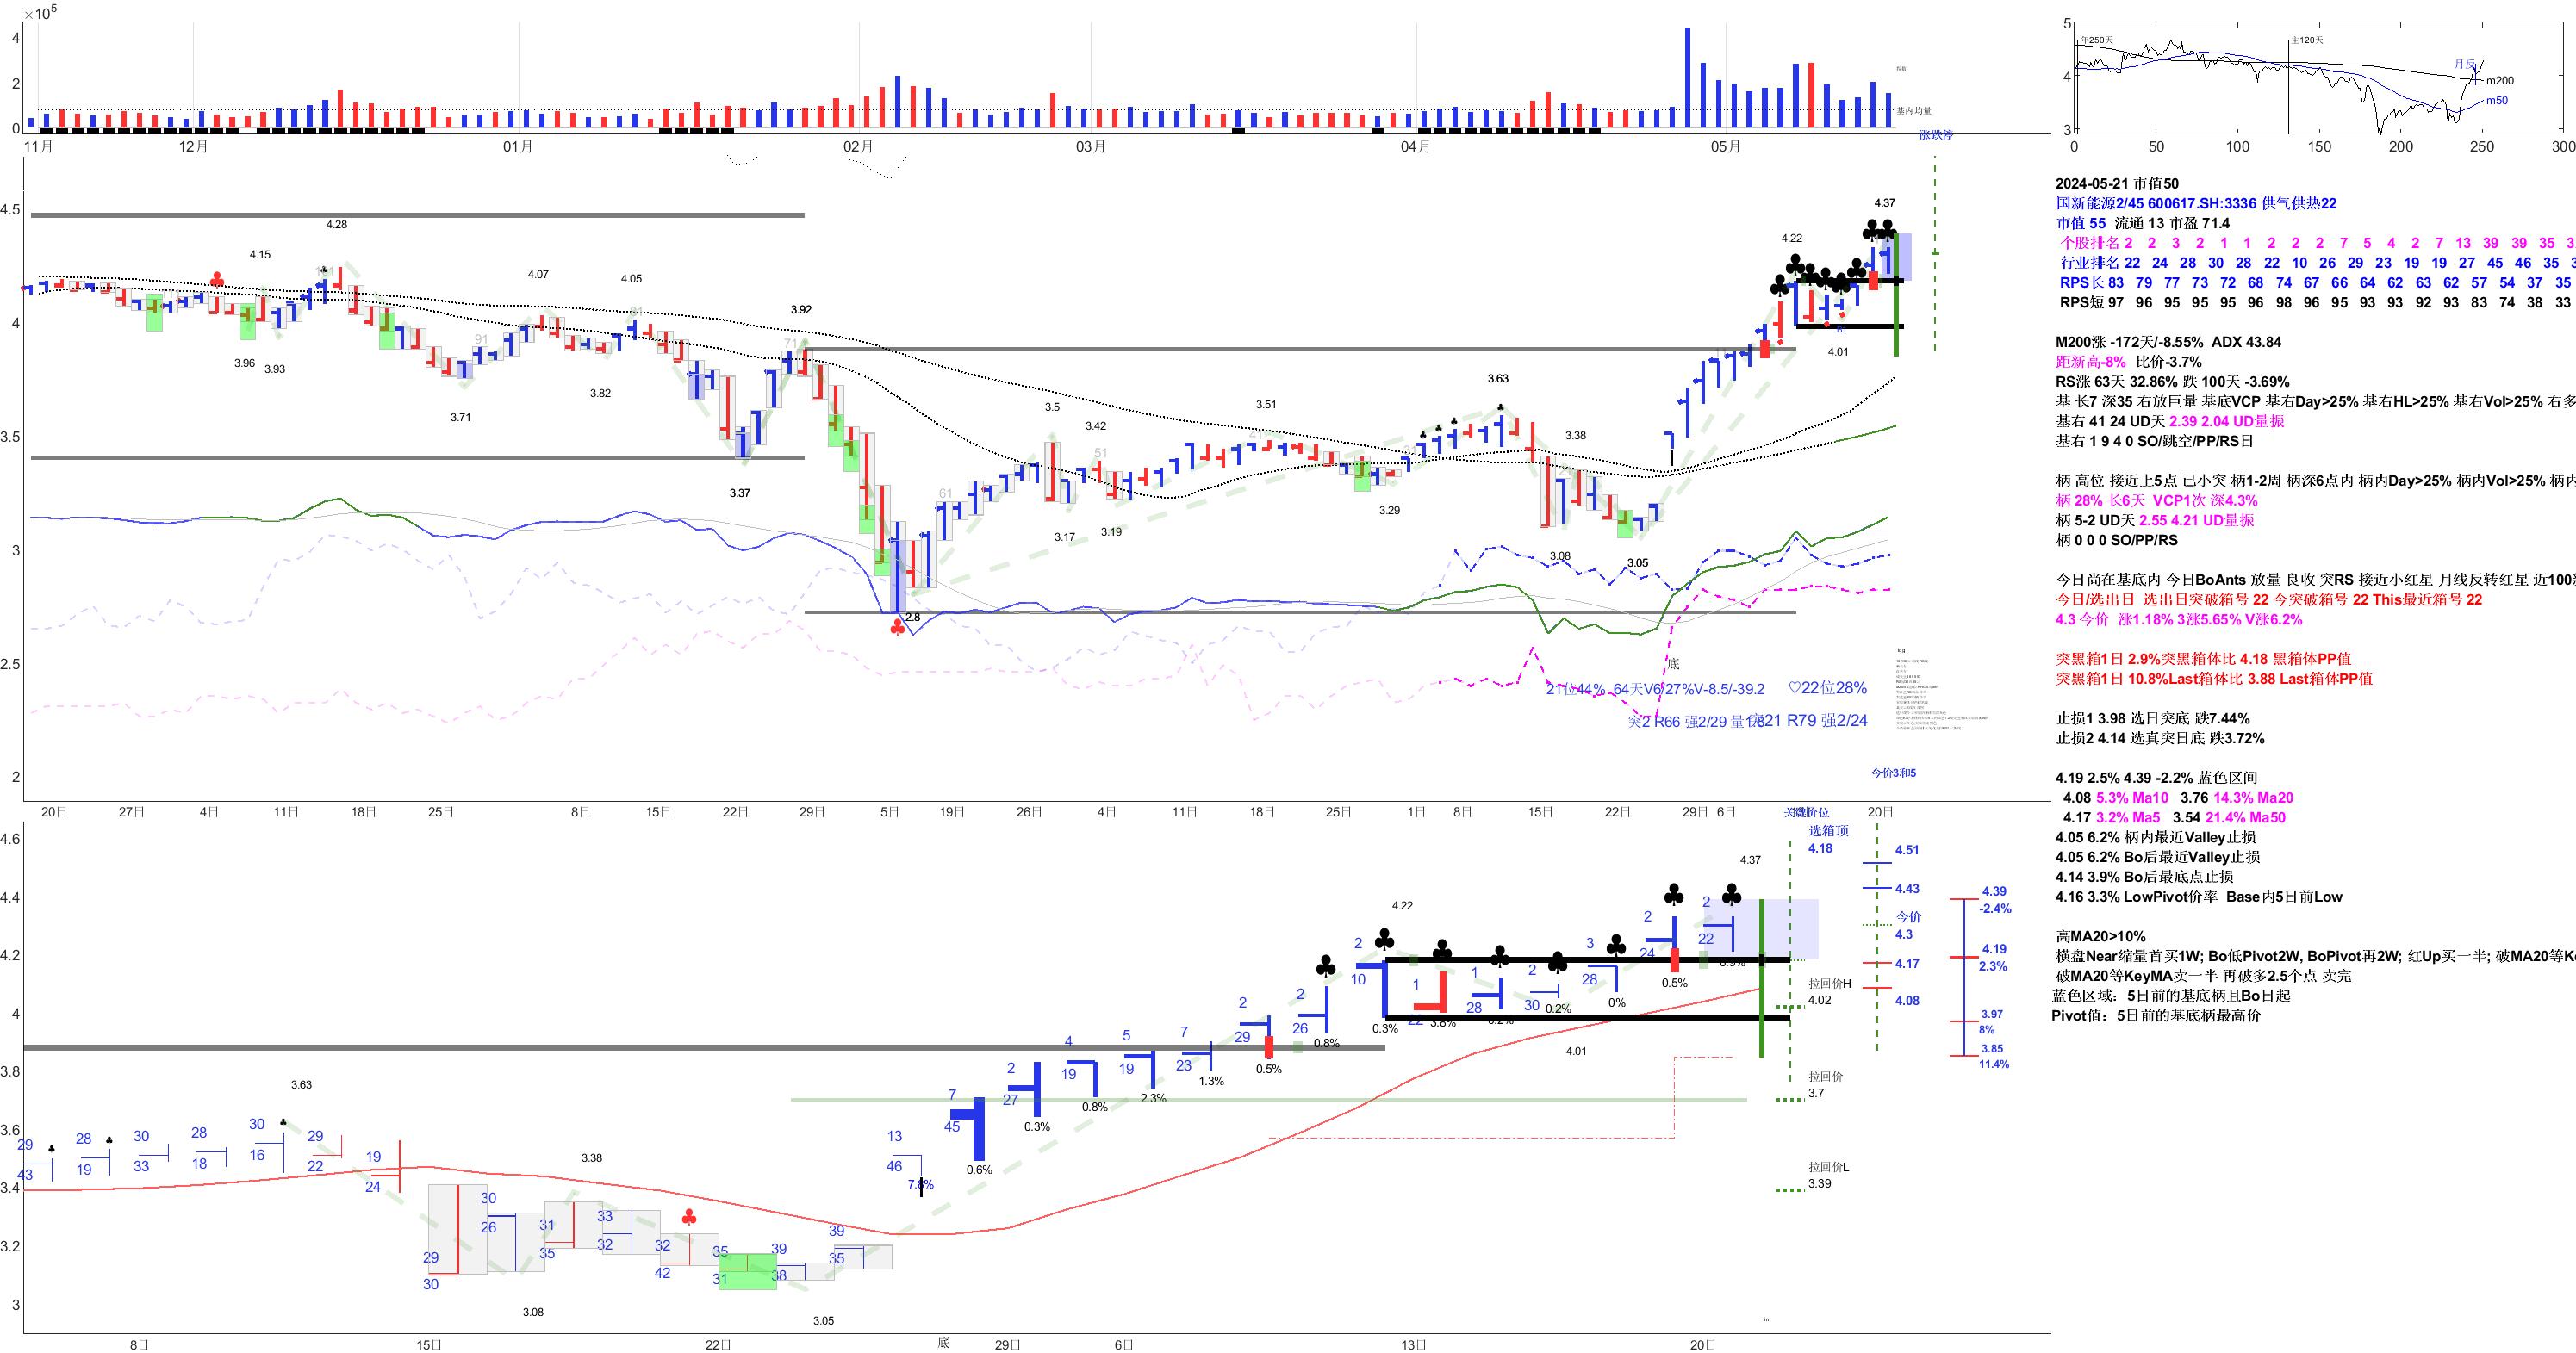 ×10⁵
4
2
0
基内均量
涨跌停
11月 12月 01月 02月 03月 04月 05月
5
4
3
年250天
主120天
月反
m200
m50
0 50 100 150 200 250 300
2024-05-21 市值50
国新能源2/45 600617.SH:3336 供气供热22
市值 55 流通 13 市盈 71.4
个股排名 2 2 3 2 1 1 2 2 2 7 5 4 2 7 13 39 39 35 3
行业排名 22 24 28 30 28 22 10 26 29 23 19 19 27 45 46 35 3
RPS长 83 79 77 73 72 68 74 67 66 64 62 63 62 57 54 37 35
RPS短 97 96 95 95 95 96 98 96 95 93 93 92 93 83 74 38 33
M200涨 -172天/-8.55% ADX 43.84
距新高-8% 比价-3.7%
RS涨 63天 32.86% 跌 100天 -3.69%
基 长7 深35 右放巨量 基底VCP 基右Day>25% 基右HL>25% 基右Vol>25% 右多
基右 41 24 UD天 2.39 2.04 UD量振
基右 1 9 4 0 SO/跳空/PP/RS日
柄 高位 接近上5点 已小突 柄1-2周 柄深6点内 柄内Day>25% 柄内Vol>25% 柄内
柄 28% 长6天 VCP1次 深4.3%
柄 5-2 UD天 2.55 4.21 UD量振
柄 0 0 0 SO/PP/RS
今日尚在基底内 今日BoAnts 放量 良收 突RS 接近小红星 月线反转红星 近100
今日/选出日 选出日突破箱号 22 今突破箱号 22 This最近箱号 22
4.3 今价 涨1.18% 3涨5.65% V涨6.2%
突黑箱1日 2.9%突黑箱体比 4.18 黑箱体PP值
突黑箱1日 10.8%Last箱体比 3.88 Last箱体PP值
止损1 3.98 选日突底 跌7.44%
止损2 4.14 选真突日底 跌3.72%
4.19 2.5% 4.39 -2.2% 蓝色区间
4.08 5.3% Ma10 3.76 14.3% Ma20
4.17 3.2% Ma5 3.54 21.4% Ma50
4.05 6.2% 柄内最近Valley止损
4.05 6.2% Bo后最近Valley止损
4.14 3.9% Bo后最底点止损
4.16 3.3% LowPivot价率 Base内5日前Low
高MA20>10%
横盘Near缩量首买1W; Bo低Pivot2W, BoPivot再2W; 红Up买一半; 破MA20等K
破MA20等KeyMA卖一半 再破多2.5个点 卖完
蓝色区域：5日前的基底柄且Bo日起
Pivot值：5日前的基底柄最高价
4.5
4
3.5
3
2.5
2
4.28
4.15
3.96
3.93
3.71
91
4.07
3.82
4.05
3.37
3.92
71
2.8
61
3.5
3.17
3.42
51
3.19
3.51
41
3.29
3.63
3.38
3.08
3.05
4.22
4.01
4.37
底
21位44% 64天V6/27%V-8.5/-39.2 ♡22位28%
突2 R66 强2/29 量1.8 突21 R79 强2/24
今价3和5
20日 27日 4日 11日 18日 25日 8日 15日 22日 29日 5日 19日 26日 4日 11日 18日 25日 1日 8日 15日 22日 29日 6日 20日
4.6
4.4
4.2
4
3.8
3.6
3.4
3.2
3
29 43
28 19
30 33
28 18
30 16
29 22
19 24
29 30
30 26
31 35
33 32
32 42
35 31
39 38
39 35
13 46 7.8%
7 45 0.6%
2 27 0.3%
4 19 0.8%
5 19 2.3%
7 23 1.3%
2 29 0.5%
2 26 0.8%
2 10 0.3%
1 22 3.8%
1 28 0.2%
2 30 0.2%
3 28 0%
2 24 0.5%
2 22 0.9%
3.63
3.08
3.38
3.05
4.22
4.01
4.37
选箱顶
4.18
拉回价H
4.02
拉回价
3.7
拉回价L
3.39
4.51
4.43
今价
4.3
4.17
4.08
4.39
-2.4%
4.19
2.3%
3.97
8%
3.85
11.4%
8日 15日 22日 底 29日 6日 13日 20日